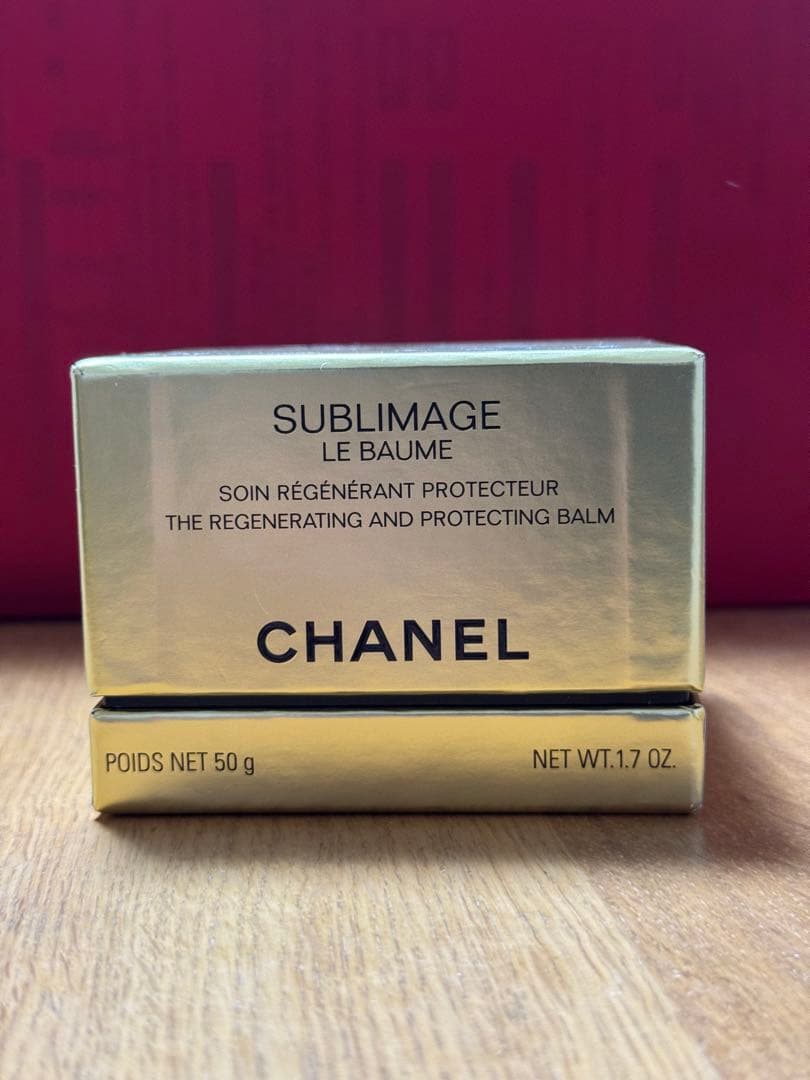 SUBLIMAGE
LE BAUME
SOIN RÉGÉNÉRANT PROTECTEUR
THE REGENERATING AND PROTECTING BALM
CHANEL
POIDS NET 50 g NET WT.1.7 OZ.